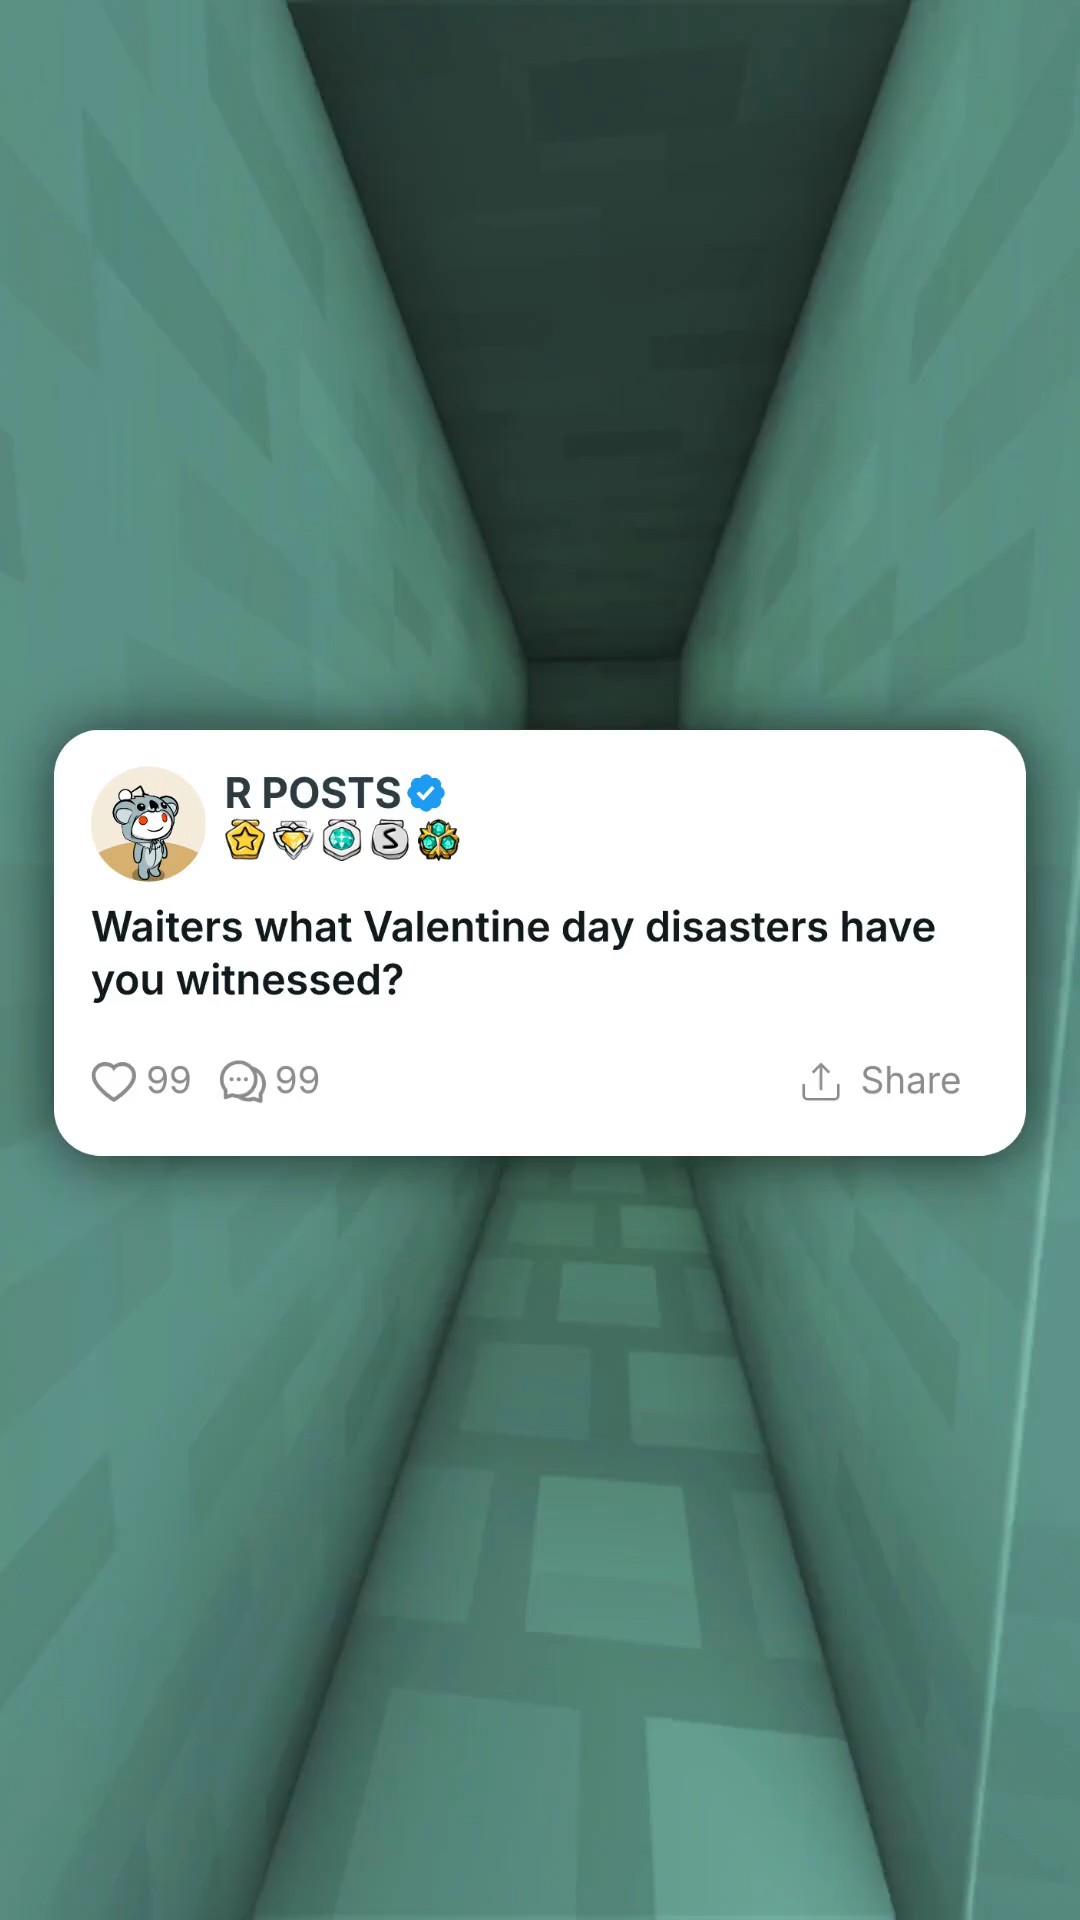 R POSTS
Waiters what Valentine day disasters have
you witnessed?
99 99 Share